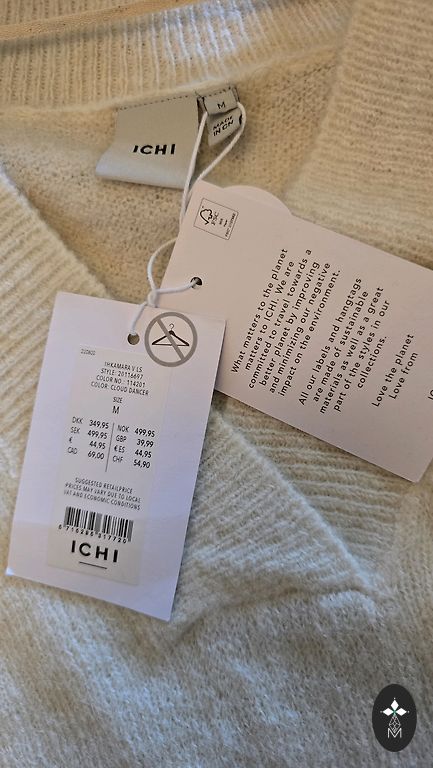 ICHI
M
MADE
IN CN
FSC
What matters to the planet
matters to ICHI. We are
committed to travel towards a
better planet by improving
and minimizing our negative
impact on the environment.
All our labels and hangtags
are made in sustainable
materials as well as a great
part of the styles in our
collections.
Love the planet
Love from
IHKAMARA V LS
STYLE: 20116697
COLOR NO.: 114201
COLOR: CLOUD DANCER
SIZE
M
DKK 349,95 NOK 499,95
SEK 499,95 GBP 39,99
€ 44,95 € ES 44,95
CAD 69,00 CHF 54,90
SUGGESTED RETAILPRICE
PRICES MAY VARY DUE TO LOCAL
VAT AND ECONOMIC CONDITIONS
ICHI
M